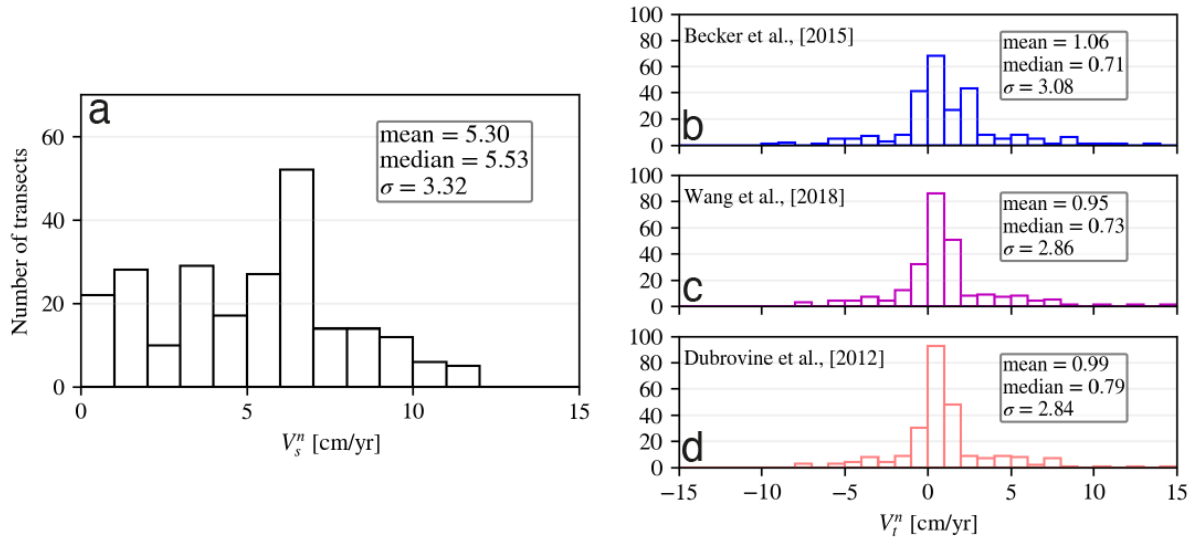 a
mean = 5.30
median = 5.53
σ = 3.32
60
40
20
0
Number of transects
0 5 10 15
V_s^n [cm/yr]
Becker et al., [2015]
mean = 1.06
median = 0.71
σ = 3.08
b
100
80
60
40
20
0
Wang et al., [2018]
mean = 0.95
median = 0.73
σ = 2.86
c
100
80
60
40
20
0
Dubrovine et al., [2012]
mean = 0.99
median = 0.79
σ = 2.84
d
100
80
60
40
20
0
−15 −10 −5 0 5 10 15
V_t^n [cm/yr]